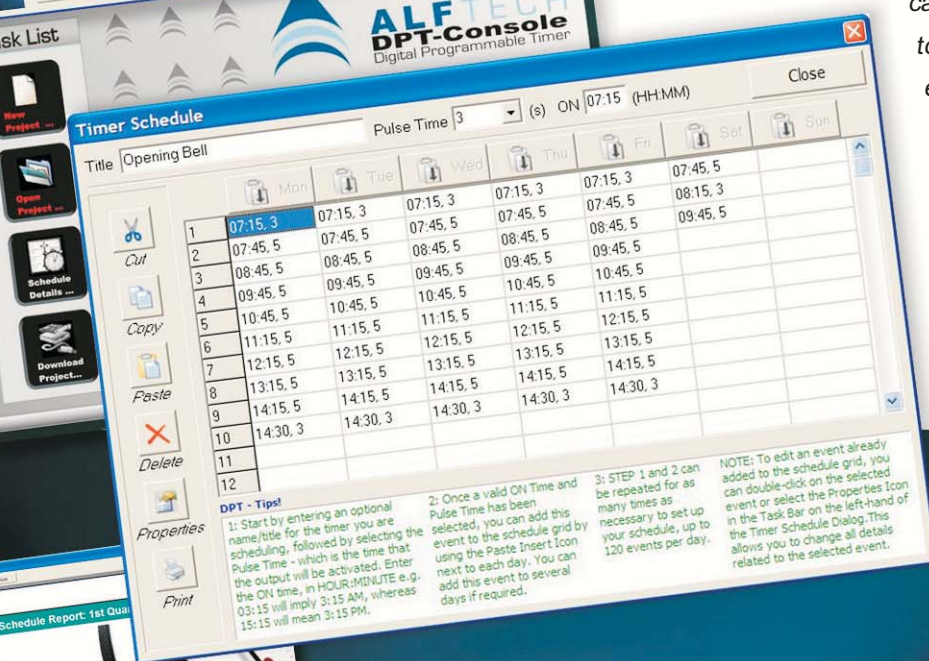 sk List
New
Project ...
Open
Project ...
Schedule
Details ...
Download
Project...
ALFTECH
DPT-Console
Digital Programmable Timer
Timer Schedule
Title Opening Bell Pulse Time 3 (s) ON 07:15 (HH:MM) Close
Mon Tue Wed Thu Fri Sat Sun
1 07:15, 3 07:15, 3 07:15, 3 07:15, 3 07:15, 3 07:45, 5
2 07:45, 5 07:45, 5 07:45, 5 07:45, 5 07:45, 5 08:15, 3
3 08:45, 5 08:45, 5 08:45, 5 08:45, 5 08:45, 5 09:45, 5
4 09:45, 5 09:45, 5 09:45, 5 09:45, 5 09:45, 5
5 10:45, 5 10:45, 5 10:45, 5 10:45, 5 10:45, 5
6 11:15, 5 11:15, 5 11:15, 5 11:15, 5 11:15, 5
7 12:15, 5 12:15, 5 12:15, 5 12:15, 5 12:15, 5
8 13:15, 5 13:15, 5 13:15, 5 13:15, 5 13:15, 5
9 14:15, 5 14:15, 5 14:15, 5 14:15, 5 14:15, 5
10 14:30, 3 14:30, 3 14:30, 3 14:30, 3 14:30, 3
11
12
Cut
Copy
Paste
Delete
Properties
Print
DPT - Tips!
1: Start by entering an optional
name/title for the timer you are
scheduling, followed by selecting the
Pulse Time - which is the time that
the output will be activated. Enter
the ON time, in HOUR:MINUTE e.g.
03:15 will imply 3:15 AM, whereas
15:15 will mean 3:15 PM.
2: Once a valid ON Time and
Pulse Time has been
selected, you can add this
event to the schedule grid by
using the Paste Insert Icon
next to each day. You can
add this event to several
days if required.
3: STEP 1 and 2 can
be repeated for as
many times as
necessary to set up
your schedule, up to
120 events per day.
NOTE: To edit an event already
added to the schedule grid, you
can double-click on the selected
event or select the Properties Icon
in the Task Bar on the left-hand of
the Timer Schedule Dialog.This
allows you to change all details
related to the selected event.
Schedule Report: 1st Qua